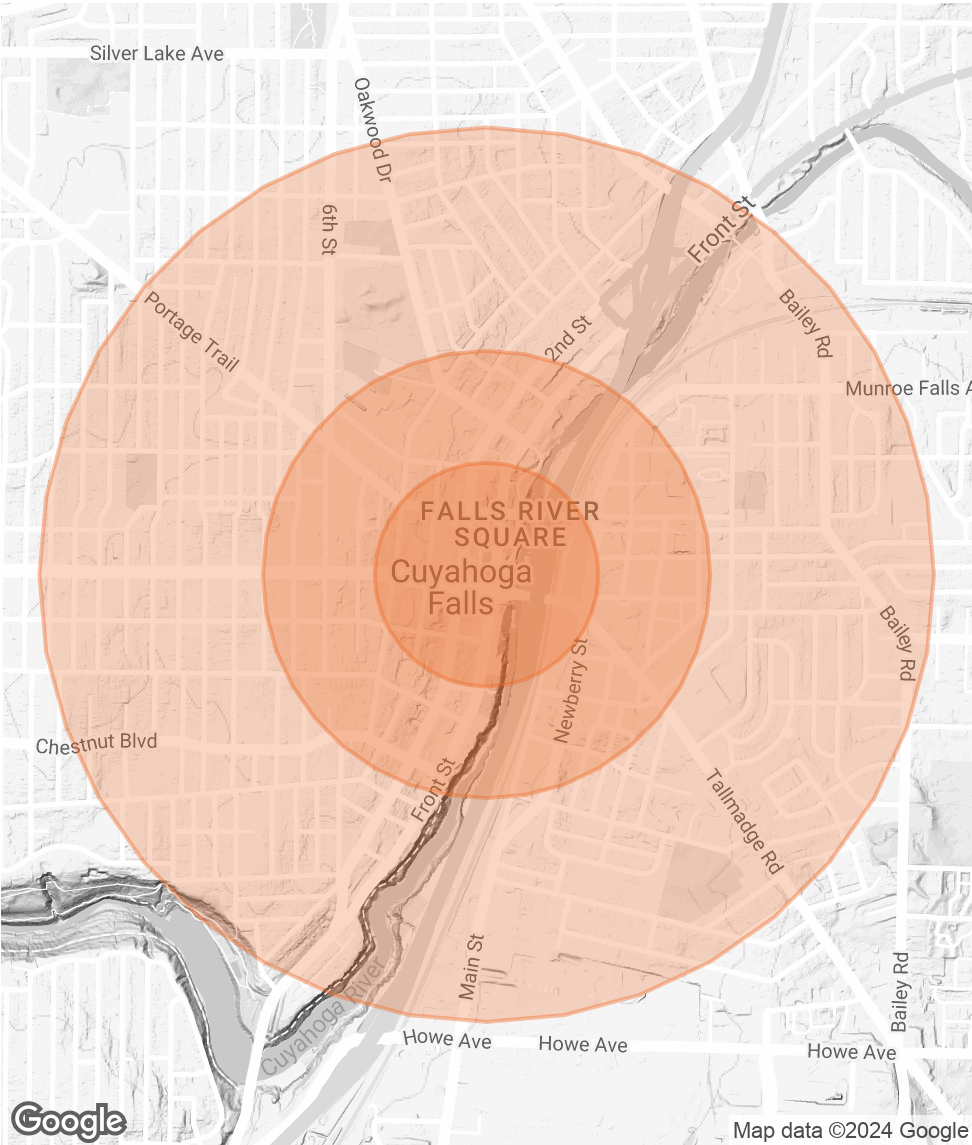 Silver Lake Ave
Oakwood Dr
6th St
Front St
Portage Trail
2nd St
Bailey Rd
Munroe Falls A
FALLS RIVER
SQUARE
Cuyahoga
Falls
Bailey Rd
Newberry St
Chestnut Blvd
Front St
Tallmadge Rd
Main St
Cuyahoga River
Bailey Rd
Howe Ave
Howe Ave
Howe Ave
Google
Map data ©2024 Google